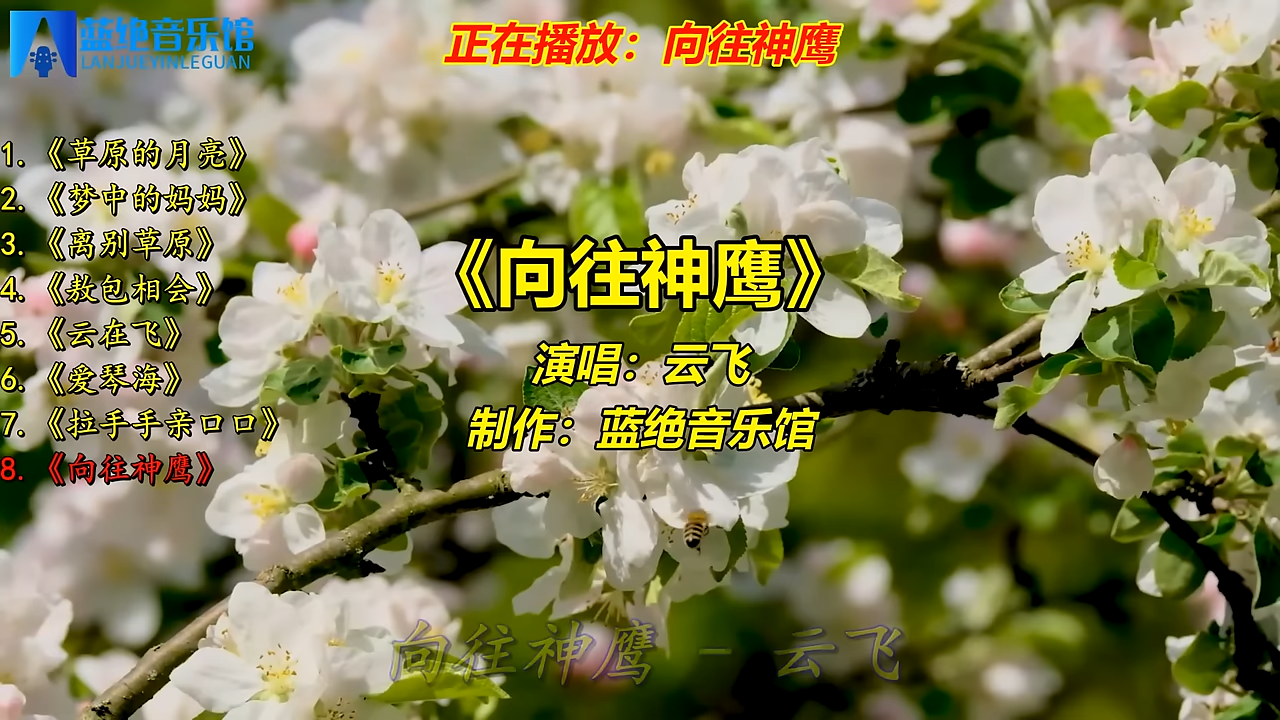 蓝绝音乐馆
LANJUEYINLEGUAN
正在播放：向往神鹰
1.《草原的月亮》
2.《梦中的妈妈》
3.《离别草原》
4.《敖包相会》
5.《云在飞》
6.《爱琴海》
7.《拉手手亲口口》
8.《向往神鹰》
《向往神鹰》
演唱：云飞
制作：蓝绝音乐馆
向往神鹰 - 云飞